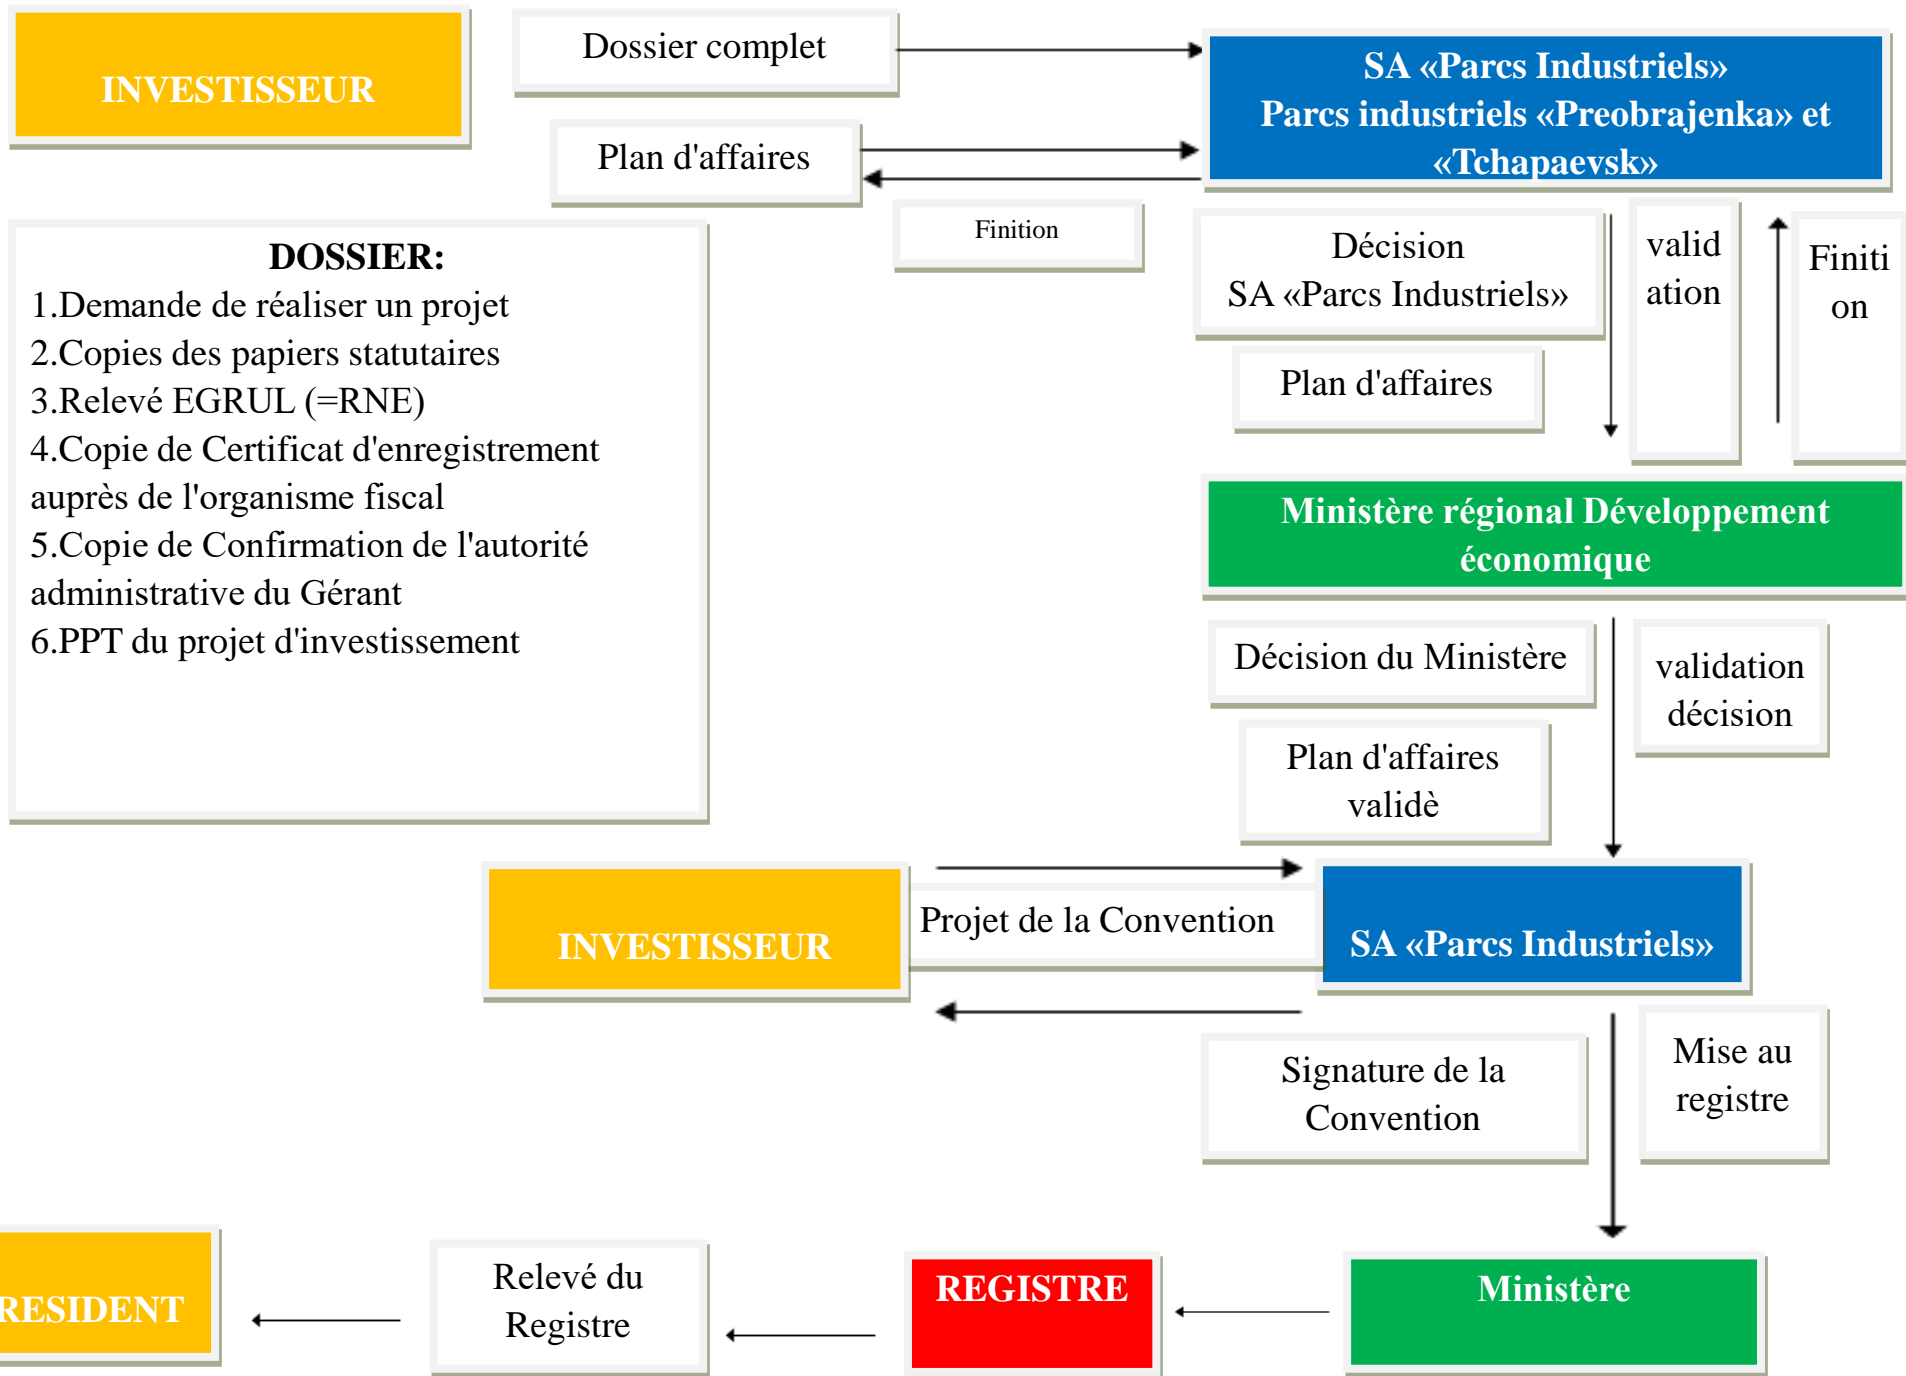 INVESTISSEUR
Dossier complet
SA «Parcs Industriels»
Parcs industriels «Preobrajenka» et
«Tchapaevsk»
Plan d'affaires
Finition
DOSSIER:
1.Demande de réaliser un projet
2.Copies des papiers statutaires
3.Relevé EGRUL (=RNE)
4.Copie de Certificat d'enregistrement
auprès de l'organisme fiscal
5.Copie de Confirmation de l'autorité
administrative du Gérant
6.PPT du projet d'investissement
Décision
SA «Parcs Industriels»
Plan d'affaires
valid
ation
Finiti
on
Ministère régional Développement
économique
Décision du Ministère
validation
décision
Plan d'affaires
validè
INVESTISSEUR
Projet de la Convention
SA «Parcs Industriels»
Signature de la
Convention
Mise au
registre
RESIDENT
Relevé du
Registre
REGISTRE
Ministère